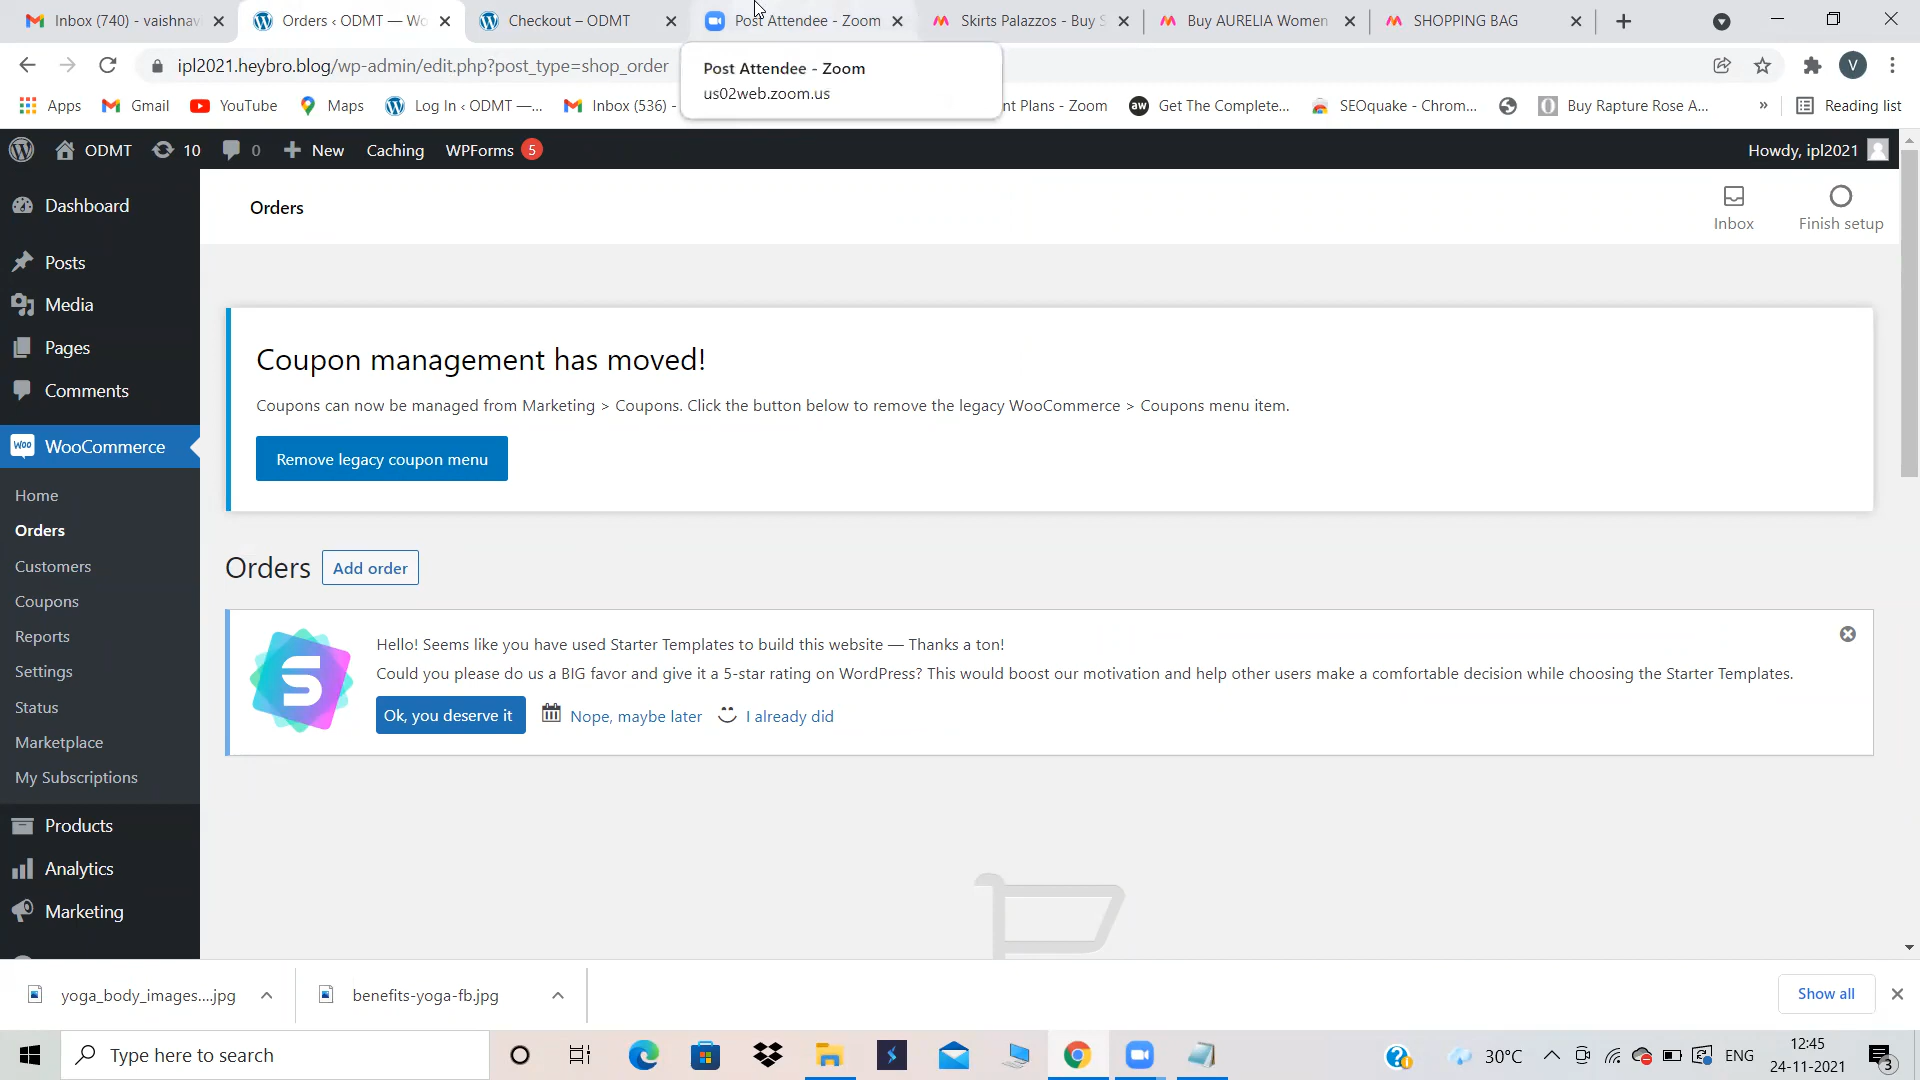 Inbox (740) - vaishnav
Orders ‹ ODMT — Wo
Checkout – ODMT
Post Attendee - Zoom
Skirts Palazzos - Buy S
Buy AURELIA Women
SHOPPING BAG
ipl2021.heybro.blog/wp-admin/edit.php?post_type=shop_order
Post Attendee - Zoom
us02web.zoom.us
V
Apps
Gmail
YouTube
Maps
Log In ‹ ODMT —...
Inbox (536) -
nt Plans - Zoom
aw
Get The Complete...
SEOquake - Chrom...
Buy Rapture Rose A...
»
Reading list
ODMT
10
0
New
Caching
WPForms 5
Howdy, ipl2021
Dashboard
Posts
Media
Pages
Comments
Woo
WooCommerce
Home
Orders
Customers
Coupons
Reports
Settings
Status
Marketplace
My Subscriptions
Products
Analytics
Marketing
Orders
Inbox
Finish setup
Coupon management has moved!
Coupons can now be managed from Marketing > Coupons. Click the button below to remove the legacy WooCommerce > Coupons menu item.
Remove legacy coupon menu
Orders
Add order
Hello! Seems like you have used Starter Templates to build this website — Thanks a ton!
Could you please do us a BIG favor and give it a 5-star rating on WordPress? This would boost our motivation and help other users make a comfortable decision while choosing the Starter Templates.
Ok, you deserve it
Nope, maybe later
I already did
yoga_body_images....jpg
benefits-yoga-fb.jpg
Show all
Type here to search
30°C
ENG
12:45
24-11-2021
3